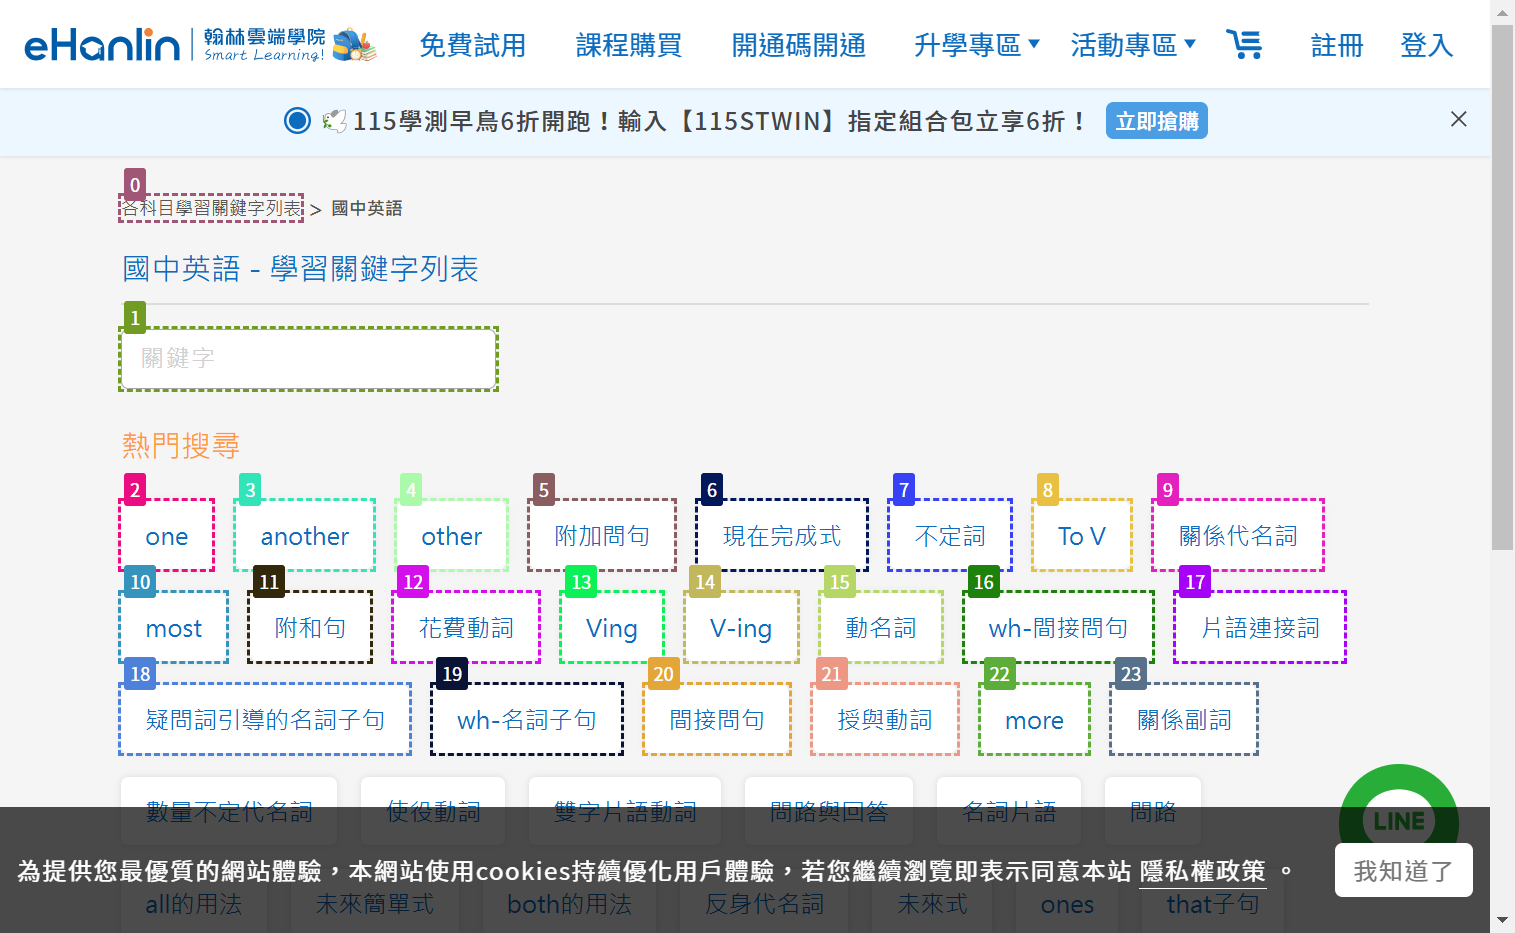 eHanlin 翰林雲端學院 Smart Learning! 免費試用 課程購買 開通碼開通 升學專區 活動專區 註冊 登入
115學測早鳥6折開跑！輸入【115STWIN】指定組合包立享6折！ 立即搶購
0
各科目學習關鍵字列表 > 國中英語
國中英語 - 學習關鍵字列表
1
關鍵字
熱門搜尋
2 3 4 5 6 7 8 9
one another other 附加問句 現在完成式 不定詞 To V 關係代名詞
10 11 12 13 14 15 16 17
most 附和句 花費動詞 Ving V-ing 動名詞 wh-間接問句 片語連接詞
18 19 20 21 22 23
疑問詞引導的名詞子句 wh-名詞子句 間接問句 授與動詞 more 關係副詞
數量不定代名詞 使役動詞 雙字片語動詞 問路與回答 名詞片語 問路
LINE
為提供您最優質的網站體驗，本網站使用cookies持續優化用戶體驗，若您繼續瀏覽即表示同意本站 隱私權政策 。 我知道了
all的用法 未來簡單式 both的用法 反身代名詞 未來式 ones that子句